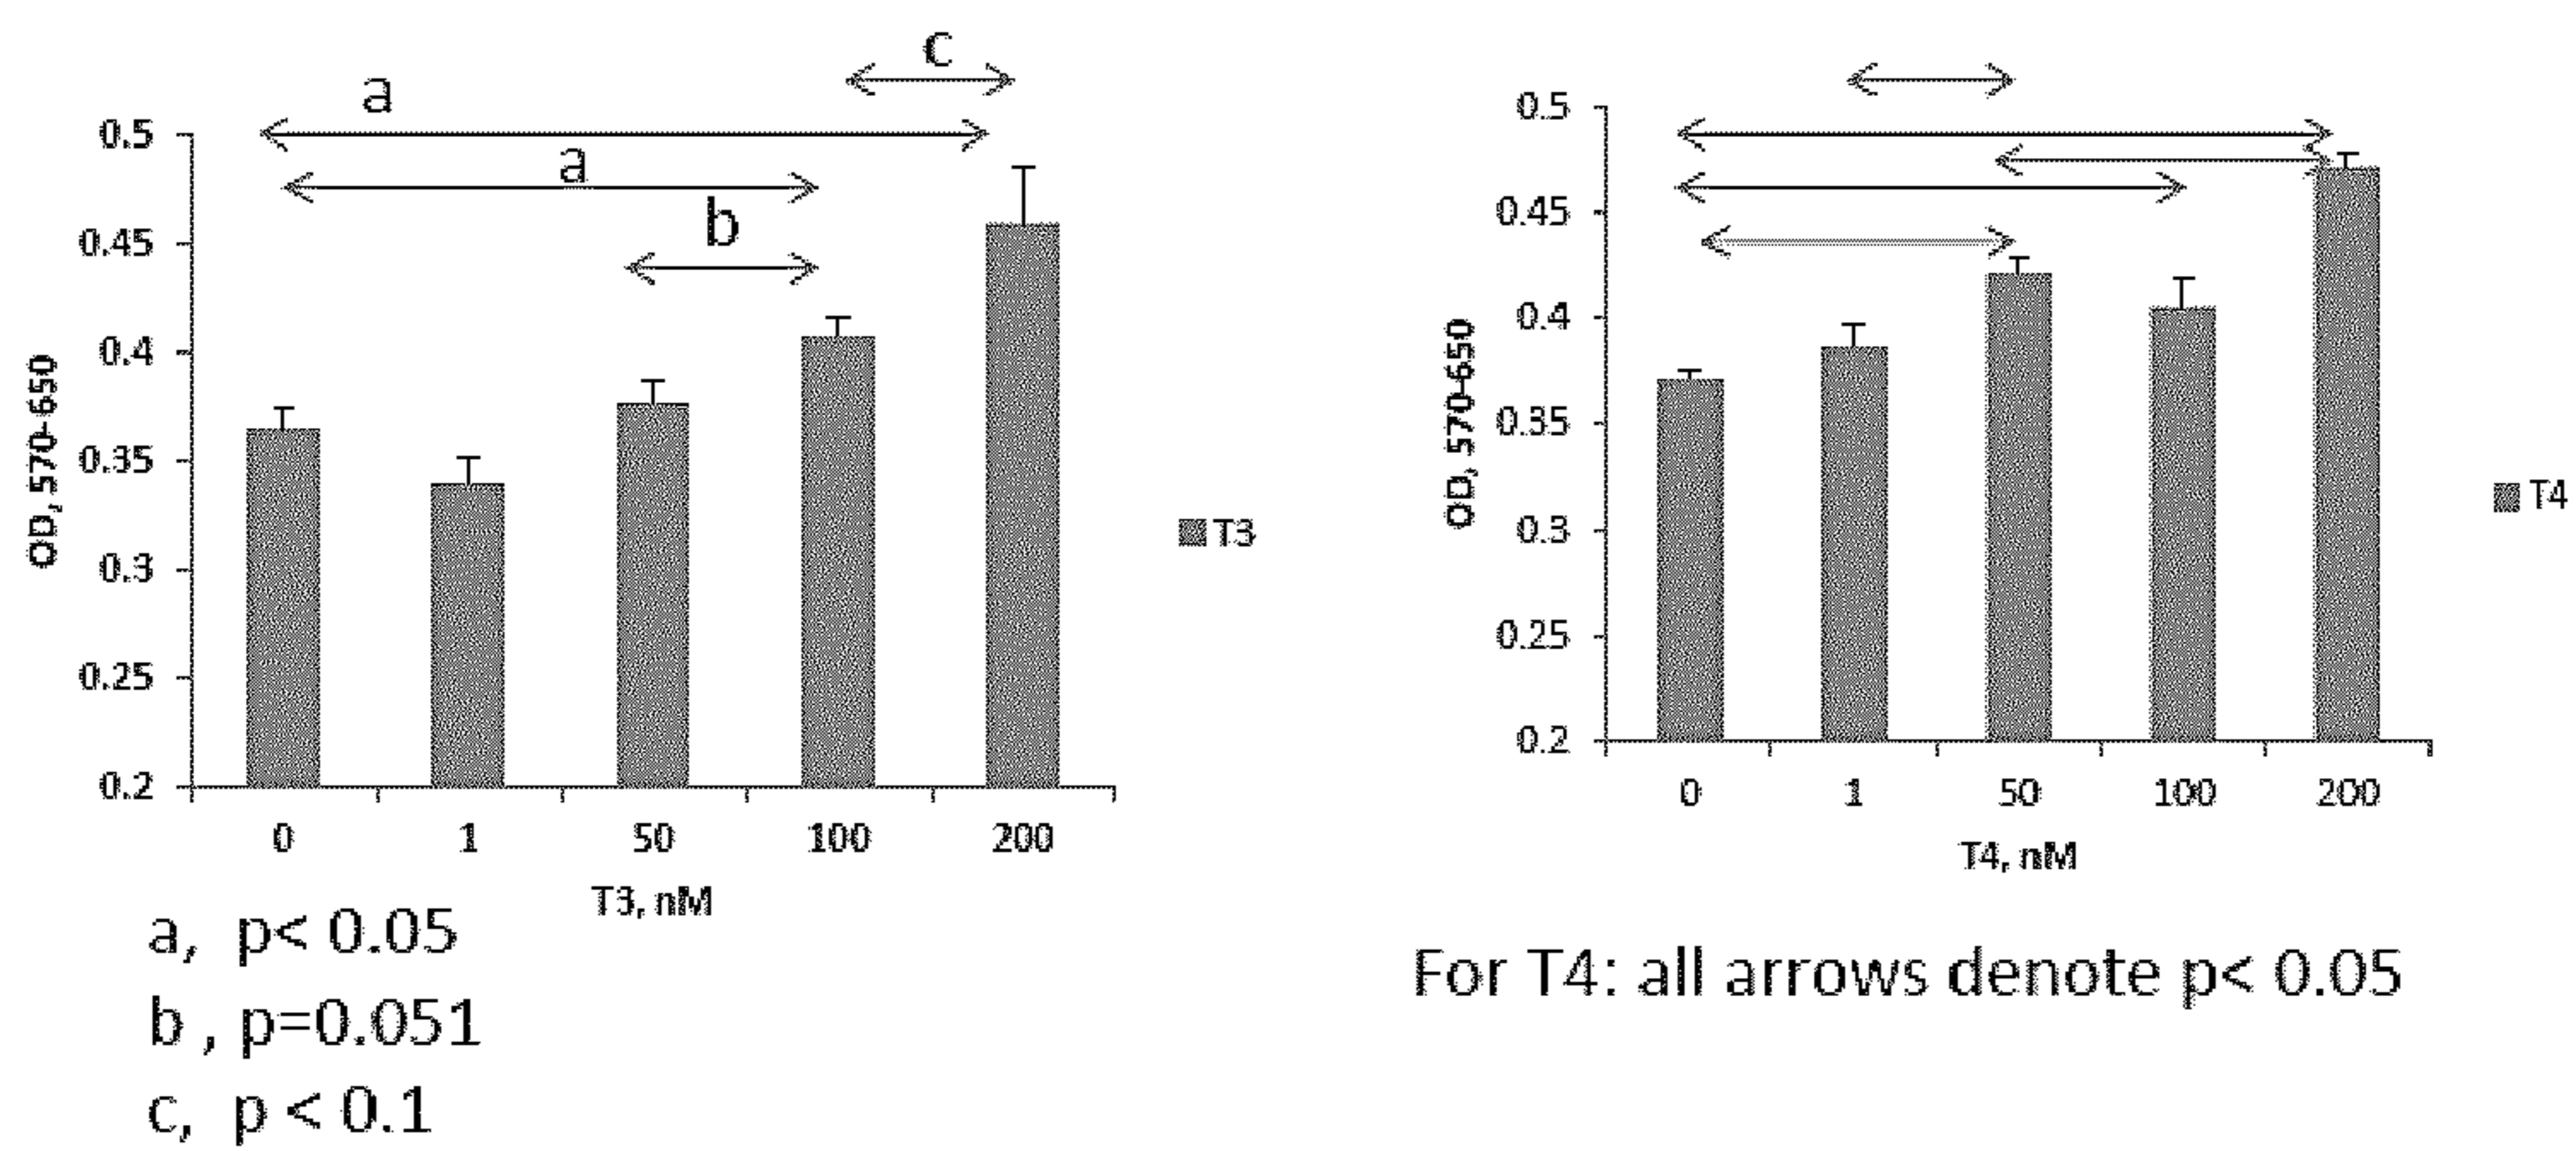 c
a
a
b
0.5
0.45
0.4
0.35
0.3
0.25
0.2
OD, 570-650
0 1 50 100 200
T3, nM
T3
a, p< 0.05
b , p=0.051
c, p < 0.1
0.5
0.45
0.4
0.35
0.3
0.25
0.2
OD, 570-650
0 1 50 100 200
T4, nM
T4
For T4: all arrows denote p< 0.05